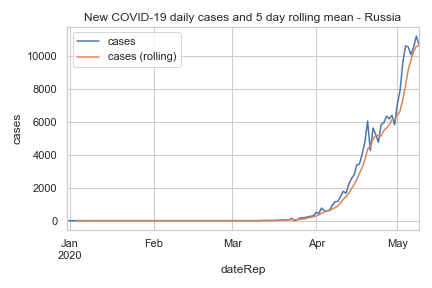 New COVID-19 daily cases and 5 day rolling mean - Russia
cases
cases (rolling)
10000
8000
6000
4000
2000
0
cases
Jan
2020
Feb
Mar
Apr
May
dateRep